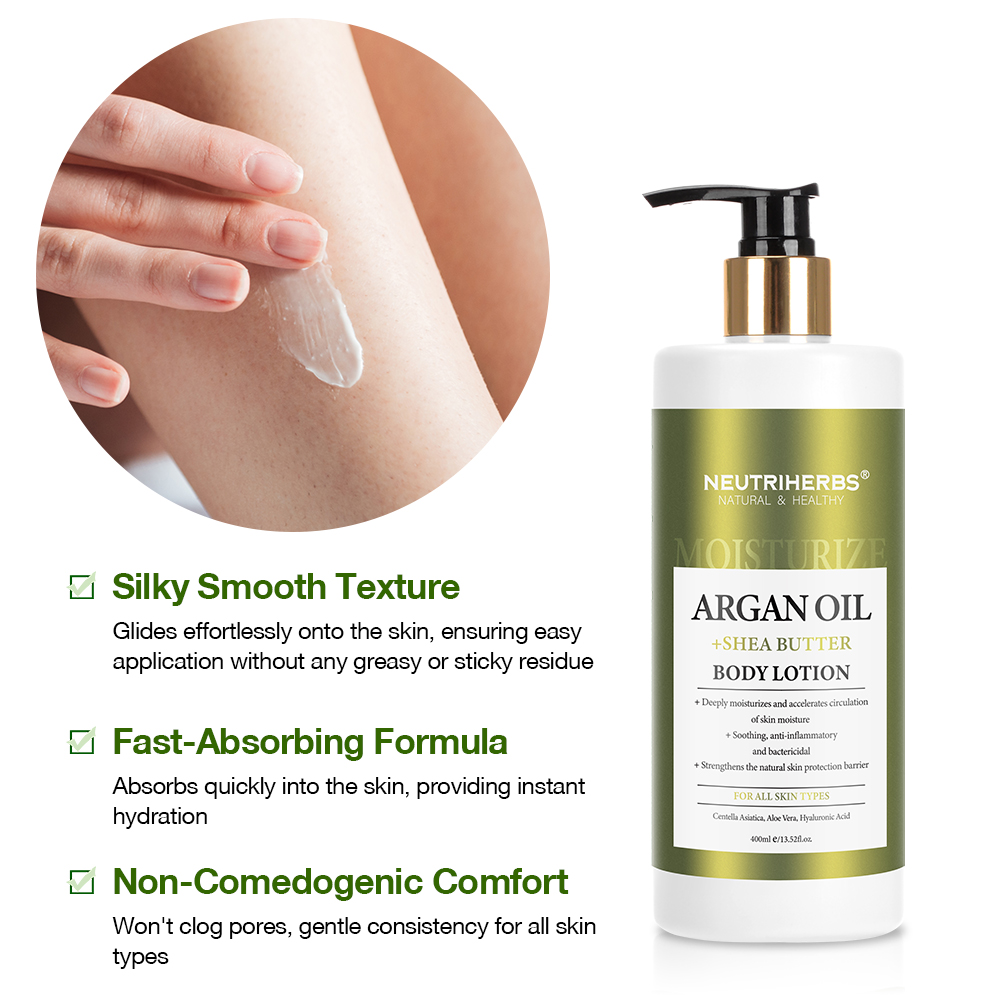 Silky Smooth Texture
Glides effortlessly onto the skin, ensuring easy
application without any greasy or sticky residue
Fast-Absorbing Formula
Absorbs quickly into the skin, providing instant
hydration
Non-Comedogenic Comfort
Won't clog pores, gentle consistency for all skin
types
NEUTRIHERBS®
NATURAL & HEALTHY
MOISTURIZE
ARGAN OIL
+SHEA BUTTER
BODY LOTION
+ Deeply moisturizes and accelerates circulation
of skin moisture
+ Soothing, anti-inflammatory
and bactericidal
+ Strengthens the natural skin protection barrier
FOR ALL SKIN TYPES
Centella Asiatica, Aloe Vera, Hyaluronic Acid
400ml e/13.52fl.oz.